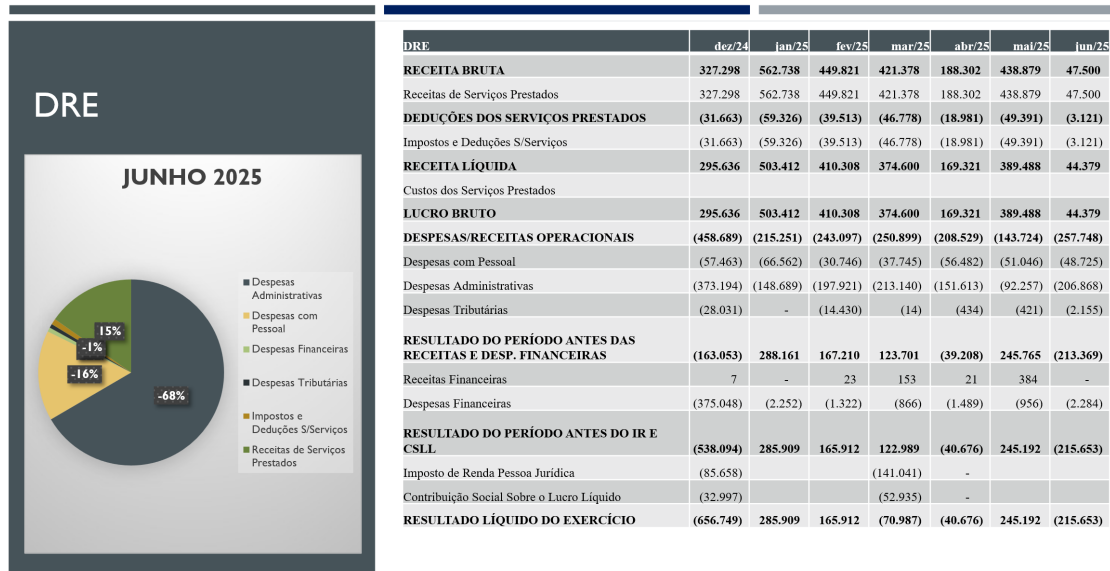 DRE
JUNHO 2025
15%
-1%
-16%
-68%
Despesas
Administrativas
Despesas com
Pessoal
Despesas Financeiras
Despesas Tributárias
Impostos e
Deduções S/Serviços
Receitas de Serviços
Prestados
DRE dez/24 jan/25 fev/25 mar/25 abr/25 mai/25 jun/25
RECEITA BRUTA 327.298 562.738 449.821 421.378 188.302 438.879 47.500
Receitas de Serviços Prestados 327.298 562.738 449.821 421.378 188.302 438.879 47.500
DEDUÇÕES DOS SERVIÇOS PRESTADOS (31.663) (59.326) (39.513) (46.778) (18.981) (49.391) (3.121)
Impostos e Deduções S/Serviços (31.663) (59.326) (39.513) (46.778) (18.981) (49.391) (3.121)
RECEITA LÍQUIDA 295.636 503.412 410.308 374.600 169.321 389.488 44.379
Custos dos Serviços Prestados
LUCRO BRUTO 295.636 503.412 410.308 374.600 169.321 389.488 44.379
DESPESAS/RECEITAS OPERACIONAIS (458.689) (215.251) (243.097) (250.899) (208.529) (143.724) (257.748)
Despesas com Pessoal (57.463) (66.562) (30.746) (37.745) (56.482) (51.046) (48.725)
Despesas Administrativas (373.194) (148.689) (197.921) (213.140) (151.613) (92.257) (206.868)
Despesas Tributárias (28.031) - (14.430) (14) (434) (421) (2.155)
RESULTADO DO PERÍODO ANTES DAS
RECEITAS E DESP. FINANCEIRAS (163.053) 288.161 167.210 123.701 (39.208) 245.765 (213.369)
Receitas Financeiras 7 - 23 153 21 384 -
Despesas Financeiras (375.048) (2.252) (1.322) (866) (1.489) (956) (2.284)
RESULTADO DO PERÍODO ANTES DO IR E
CSLL (538.094) 285.909 165.912 122.989 (40.676) 245.192 (215.653)
Imposto de Renda Pessoa Jurídica (85.658) (141.041) -
Contribuição Social Sobre o Lucro Líquido (32.997) (52.935) -
RESULTADO LÍQUIDO DO EXERCÍCIO (656.749) 285.909 165.912 (70.987) (40.676) 245.192 (215.653)